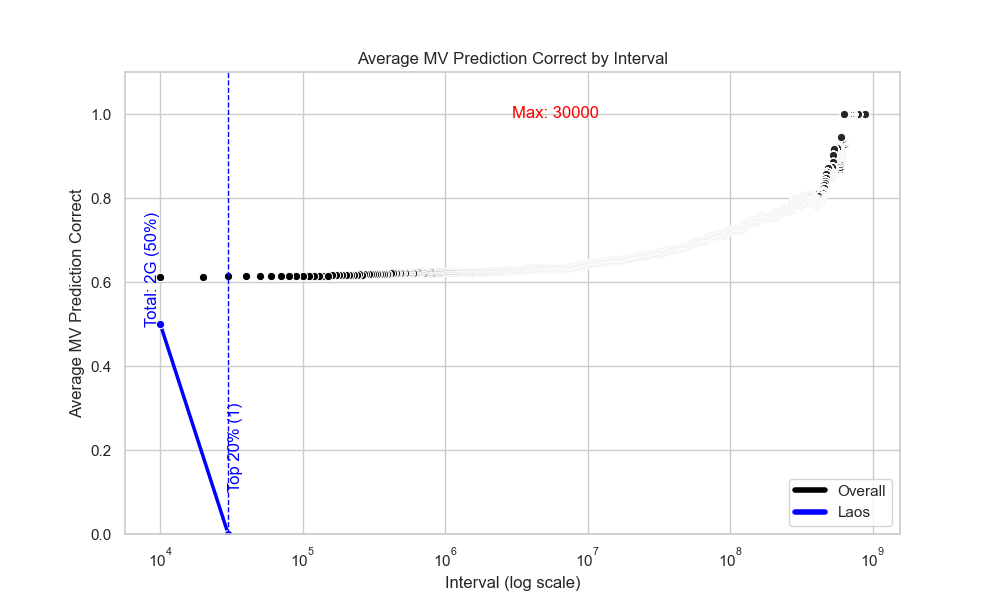 Average MV Prediction Correct by Interval
Max: 30000
Total: 2G (50%)
Top 20% (1)
Average MV Prediction Correct
1.0
0.8
0.6
0.4
0.2
0.0
10^4
10^5
10^6
10^7
10^8
10^9
Interval (log scale)
Overall
Laos